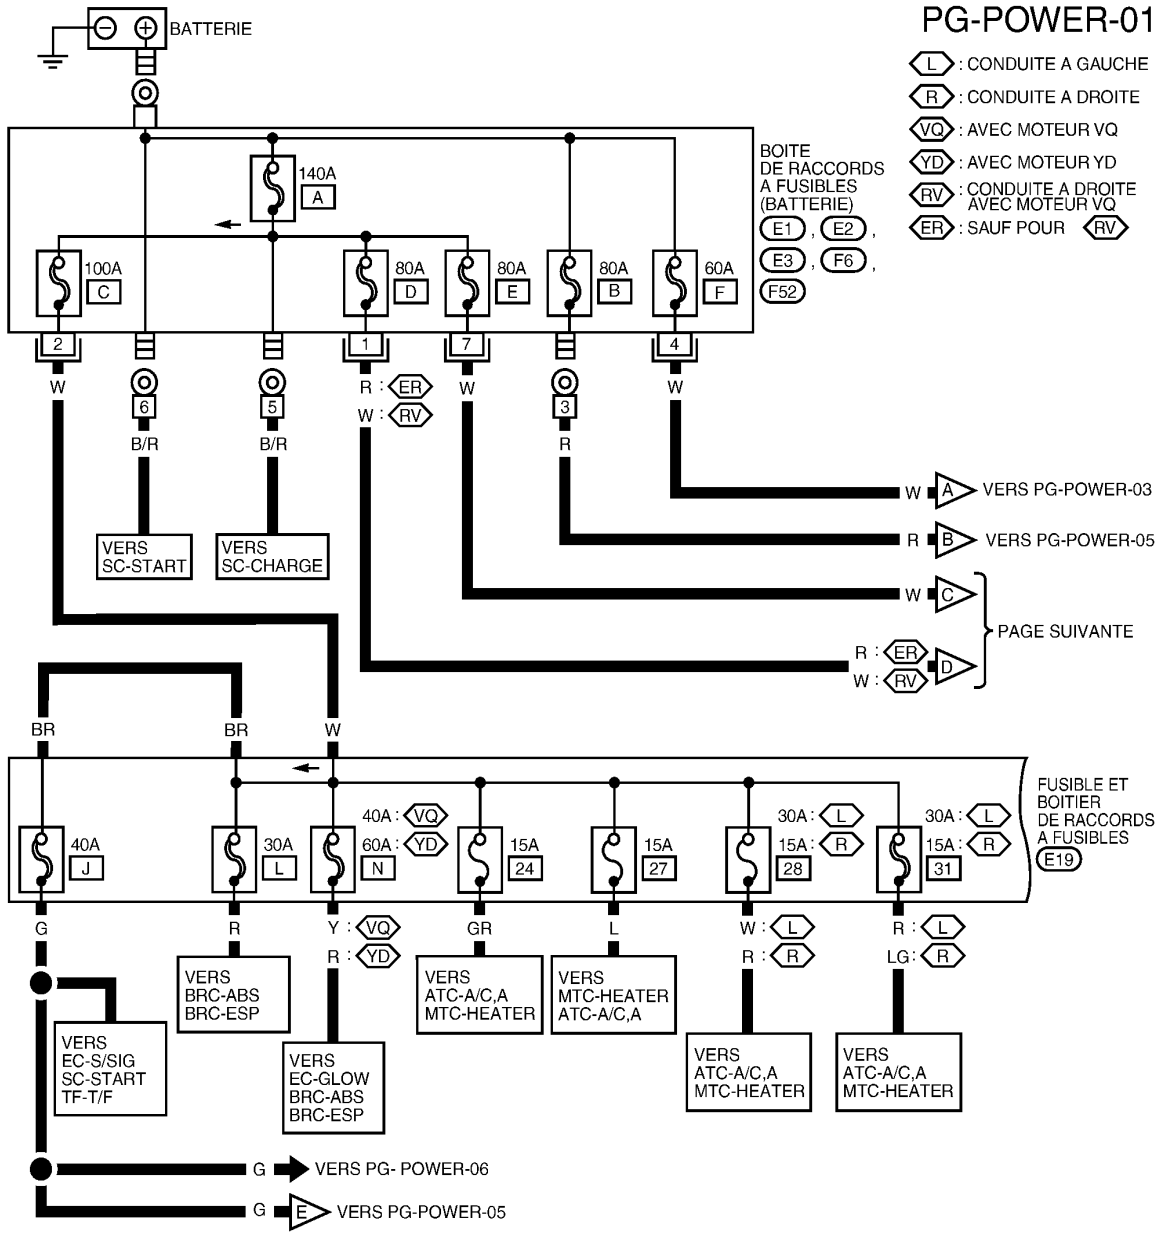 PG-POWER-01
BATTERIE
L : CONDUITE A GAUCHE
R : CONDUITE A DROITE
VQ : AVEC MOTEUR VQ
YD : AVEC MOTEUR YD
RV : CONDUITE A DROITE
AVEC MOTEUR VQ
ER : SAUF POUR RV
BOITE
DE RACCORDS
A FUSIBLES
(BATTERIE)
E1 , E2 ,
E3 , F6 ,
F52
140A
A
100A
C
80A
D
80A
E
80A
B
60A
F
2
1
7
4
6
5
3
W
R : ER
W : RV
W
W
B/R
B/R
R
W A VERS PG-POWER-03
R B VERS PG-POWER-05
W C
PAGE SUIVANTE
R : ER
W : RV
D
VERS
SC-START
VERS
SC-CHARGE
BR
BR
W
FUSIBLE ET
BOITIER
DE RACCORDS
A FUSIBLES
E19
40A
J
30A
L
40A : VQ
60A : YD
N
15A
24
15A
27
30A : L
15A : R
28
30A : L
15A : R
31
G
R
Y : VQ
R : YD
GR
L
W : L
R : R
R : L
LG : R
VERS
BRC-ABS
BRC-ESP
VERS
ATC-A/C,A
MTC-HEATER
VERS
MTC-HEATER
ATC-A/C,A
VERS
EC-S/SIG
SC-START
TF-T/F
VERS
EC-GLOW
BRC-ABS
BRC-ESP
VERS
ATC-A/C,A
MTC-HEATER
VERS
ATC-A/C,A
MTC-HEATER
G VERS PG- POWER-06
G E VERS PG-POWER-05